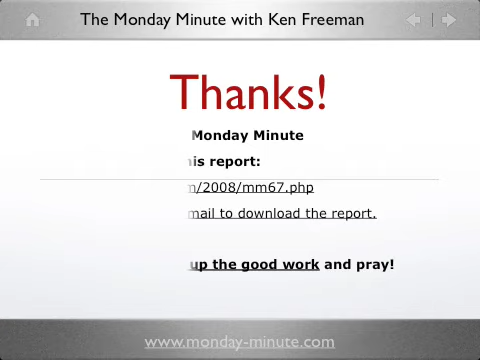 The Monday Minute with Ken Freeman
Thanks!
Monday Minute
this report:
/2008/mm67.php
mail to download the report.
up the good work and pray!
www.monday-minute.com